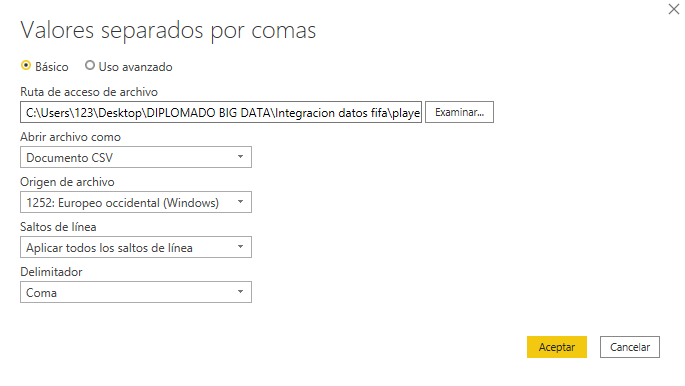 Valores separados por comas
Básico Uso avanzado
Ruta de acceso de archivo
C:\Users\123\Desktop\DIPLOMADO BIG DATA\Integracion datos fifa\playe
Examinar...
Abrir archivo como
Documento CSV
Origen de archivo
1252: Europeo occidental (Windows)
Saltos de línea
Aplicar todos los saltos de línea
Delimitador
Coma
Aceptar Cancelar